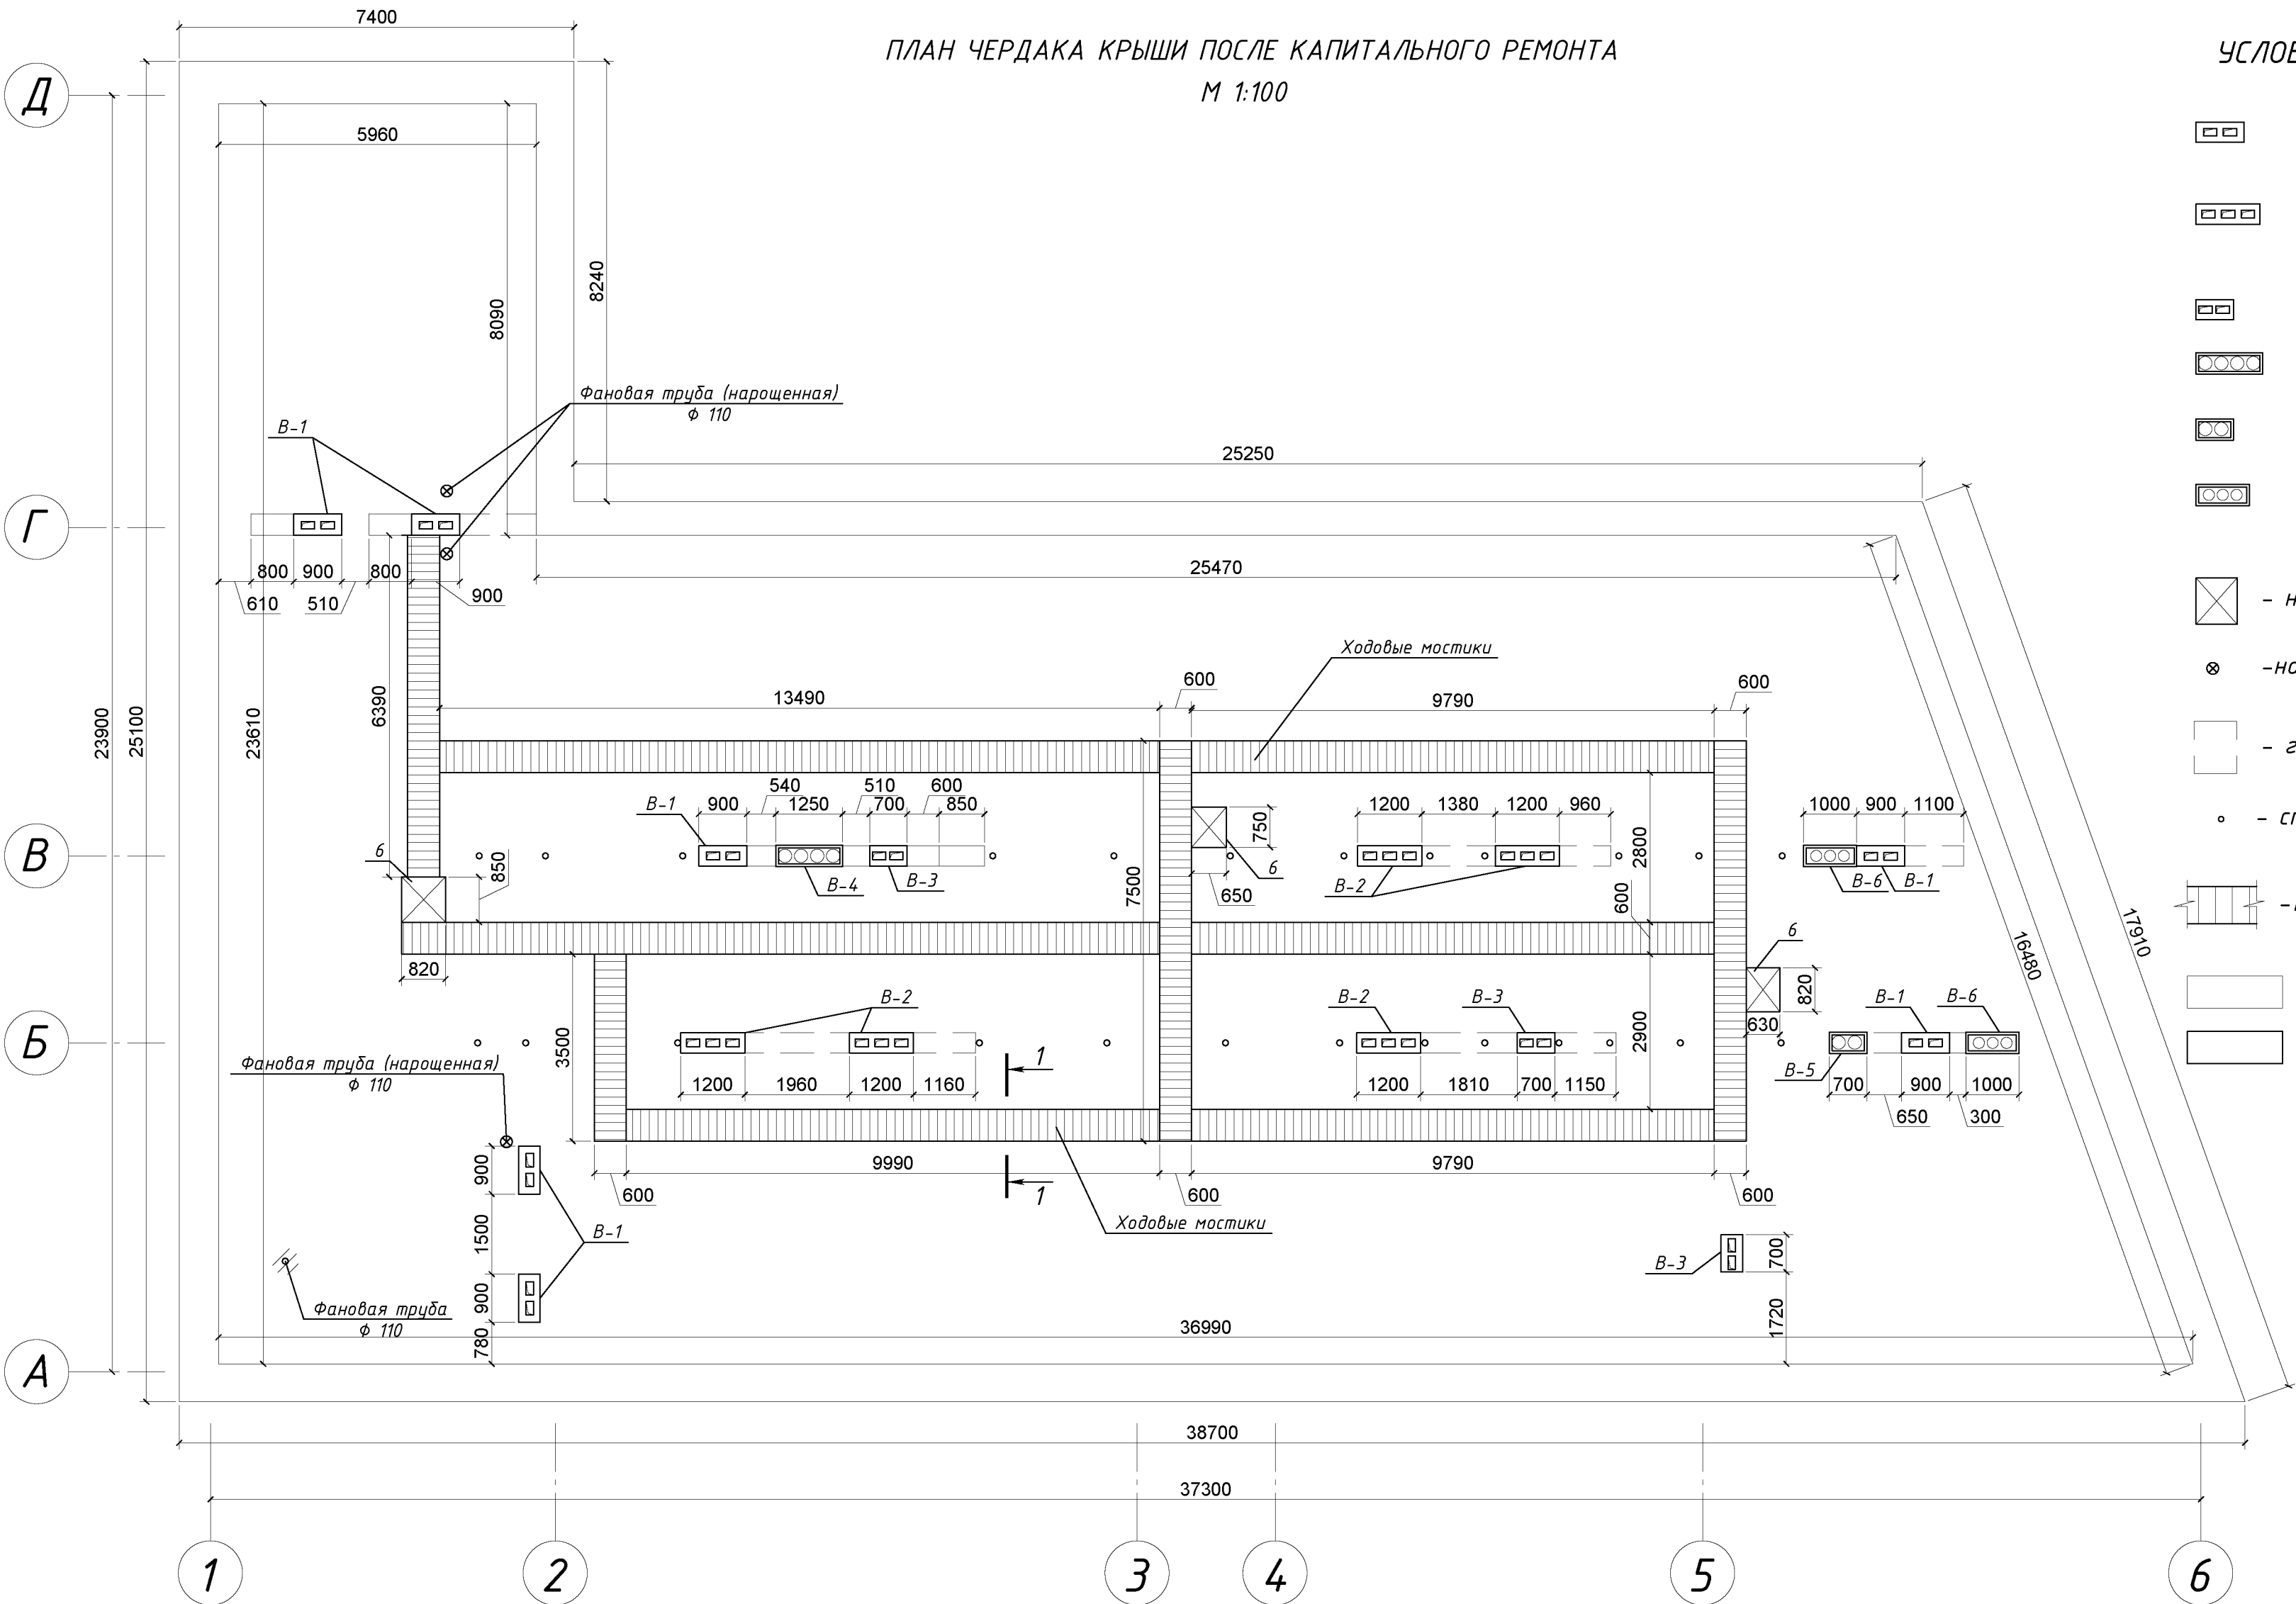 7400
ПЛАН ЧЕРДАКА КРЫШИ ПОСЛЕ КАПИТАЛЬНОГО РЕМОНТА
М 1:100
Д
5960
8240
8090
Фановая труба (нарощенная)
ф 110
В-1
25250
Г
800 900 800
610 510 900
25470
23900
25100
23610
6390
Ходовые мостики
13490
600
9790
600
В
540 510 600
В-1 900 1250 700 850
В-4 В-3
6
850
820
7500
750
650
6
1200 1380 1200 960
В-2
2800
600
1000 900 1100
В-6 В-1
16480
17910
Б
3500
В-2
1200 1960 1200 1160
1
1
В-2 В-3
1200 1810 700 1150
2900
6
820
630
В-1 В-6
В-5
700 900 1000
650 300
Фановая труба (нарощенная)
ф 110
900
1500
900
780
В-1
9990
600
600
9790
600
Ходовые мостики
В-3
700
1720
Фановая труба
ф 110
36990
А
38700
37300
1 2 3 4 5 6
- н
- г